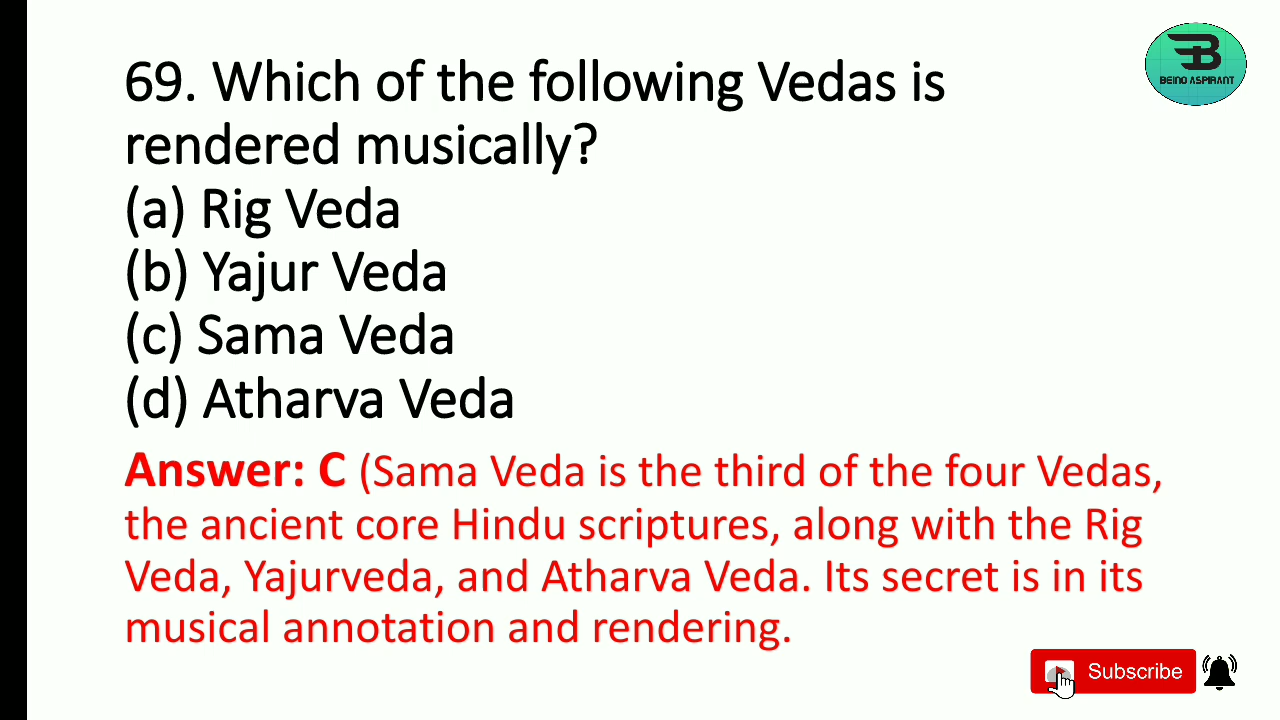 69. Which of the following Vedas is
rendered musically?
(a) Rig Veda
(b) Yajur Veda
(c) Sama Veda
(d) Atharva Veda
Answer: C (Sama Veda is the third of the four Vedas,
the ancient core Hindu scriptures, along with the Rig
Veda, Yajurveda, and Atharva Veda. Its secret is in its
musical annotation and rendering.
B
BEING ASPIRANT
Subscribe